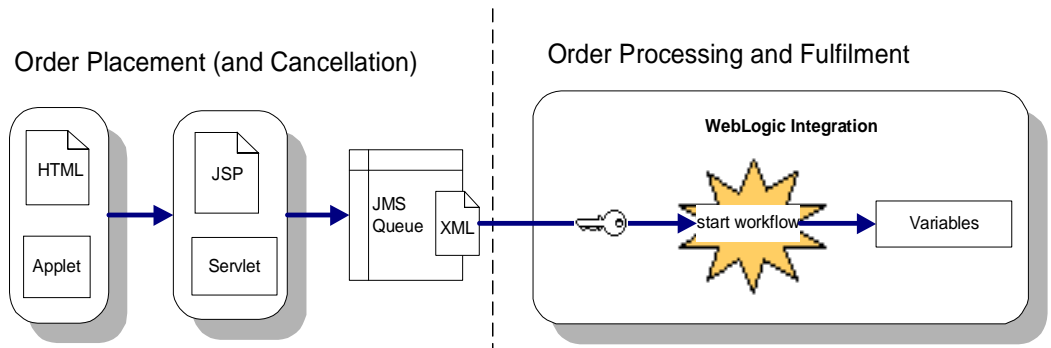 Order Placement (and Cancellation)
HTML
Applet
JSP
Servlet
JMS
Queue
XML
Order Processing and Fulfilment
WebLogic Integration
start workflow
Variables